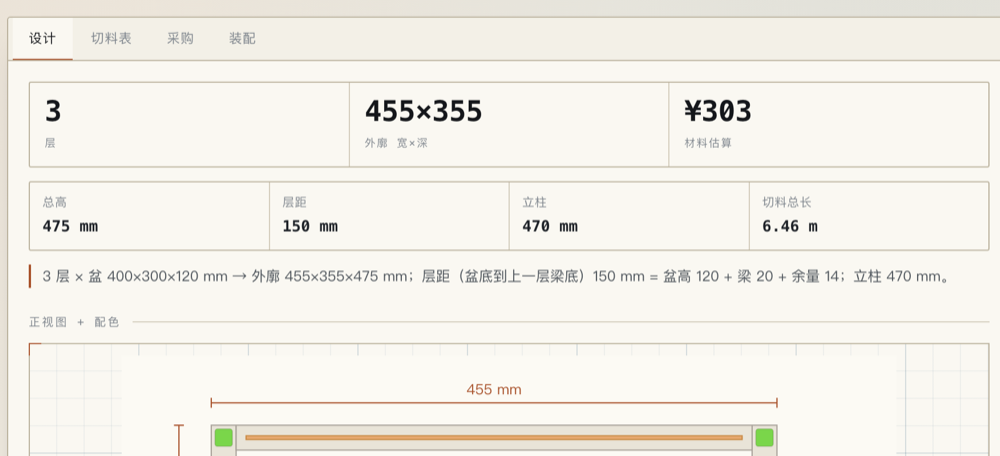 设计 切料表 采购 装配
3 455×355 ¥303
层 外廓 宽×深 材料估算
总高 层距 立柱 切料总长
475 mm 150 mm 470 mm 6.46 m
3 层 × 盆 400×300×120 mm → 外廓 455×355×475 mm；层距（盆底到上一层梁底）150 mm = 盆高 120 + 梁 20 + 余量 14；立柱 470 mm。
正视图 + 配色
455 mm